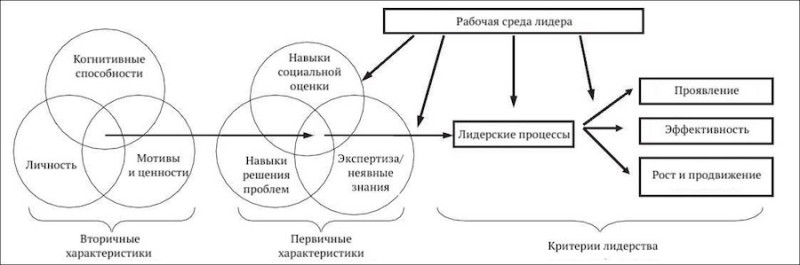 Рабочая среда лидера
Когнитивные
способности
Личность
Мотивы
и ценности
Навыки
социальной
оценки
Навыки
решения
проблем
Экспертиза/
неявные
знания
Лидерские процессы
Проявление
Эффективность
Рост и продвижение
Вторичные
характеристики
Первичные
характеристики
Критерии лидерства